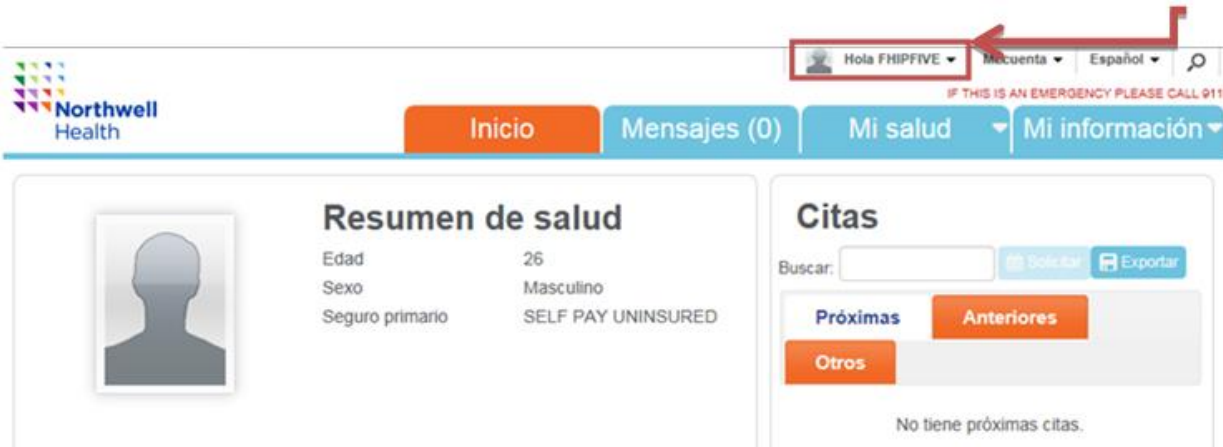 Hola FHIPFIVE Mi cuenta Español
IF THIS IS AN EMERGENCY PLEASE CALL 911
Northwell
Health
Inicio Mensajes (0) Mi salud Mi información
Resumen de salud
Edad 26
Sexo Masculino
Seguro primario SELF PAY UNINSURED
Citas
Buscar: Solicitar Exportar
Próximas Anteriores
Otros
No tiene próximas citas.